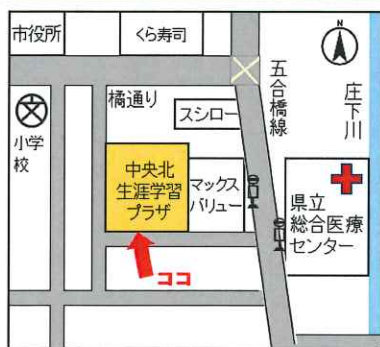 市役所
くら寿司
N
五合橋線
庄下川
橘通り
スシロー
小学
校
中央北
生涯学習
プラザ
マックス
バリュー
県立
総合医療
センター
ココ